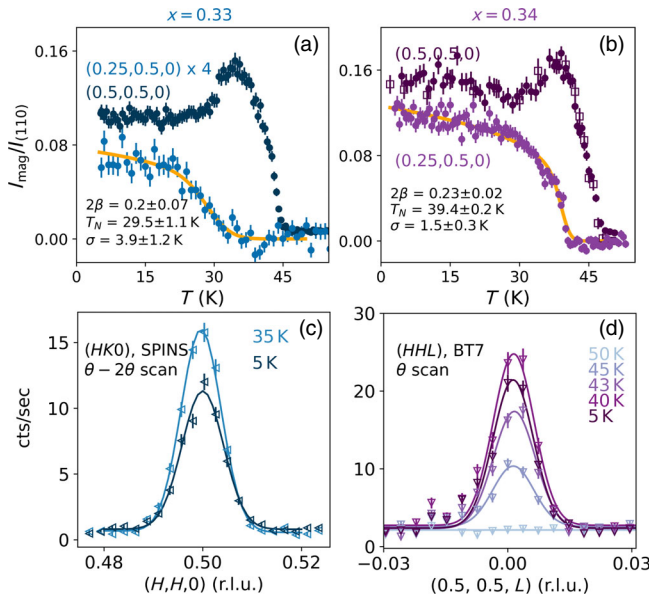 x = 0.33
x = 0.34
(a)
(0.25,0.5,0) x 4
(0.5,0.5,0)
2β = 0.2±0.07
T_N = 29.5±1.1 K
σ = 3.9±1.2 K
I_mag/I_(110)
0.16
0.08
0.00
0
15
30
45
T (K)
(b)
(0.5,0.5,0)
(0.25,0.5,0)
2β = 0.23±0.02
T_N = 39.4±0.2 K
σ = 1.5±0.3 K
0.16
0.08
0.00
0
15
30
45
T (K)
(c)
(HK0), SPINS
θ − 2θ scan
35 K
5 K
cts/sec
15
10
5
0
0.48
0.50
0.52
(H,H,0) (r.l.u.)
(d)
(HHL), BT7
θ scan
50 K
45 K
43 K
40 K
5 K
30
20
10
0
−0.03
0.00
0.03
(0.5, 0.5, L) (r.l.u.)